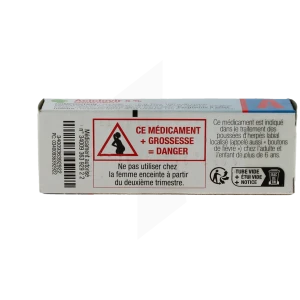 CE MÉDICAMENT
+ GROSSESSE
= DANGER
Ne pas utiliser chez
la femme enceinte à partir
du deuxième trimestre.
Ce médicament est indiqué
dans le traitement des
poussées d'herpès labial
localisé (appelé aussi « boutons
de fièvre ») chez l'adulte et
l'enfant de plus de 6 ans.
TUBE VIDE
+ ÉTUI VIDE
+ NOTICE
Médicament autorisé